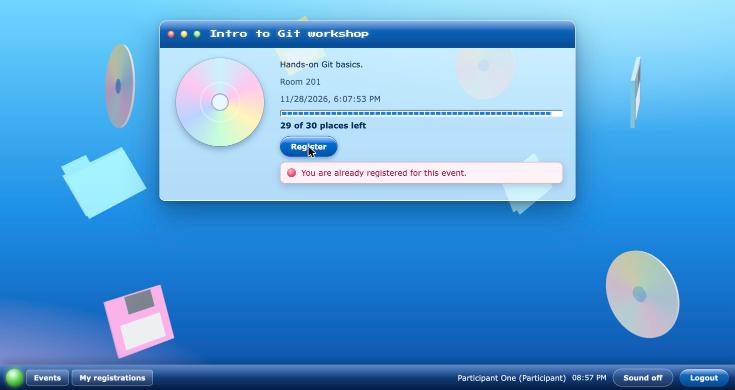 Intro to Git workshop
Hands-on Git basics.
Room 201
11/28/2026, 6:07:53 PM
29 of 30 places left
Register
You are already registered for this event.
Events
My registrations
Participant One (Participant)
08:57 PM
Sound off
Logout